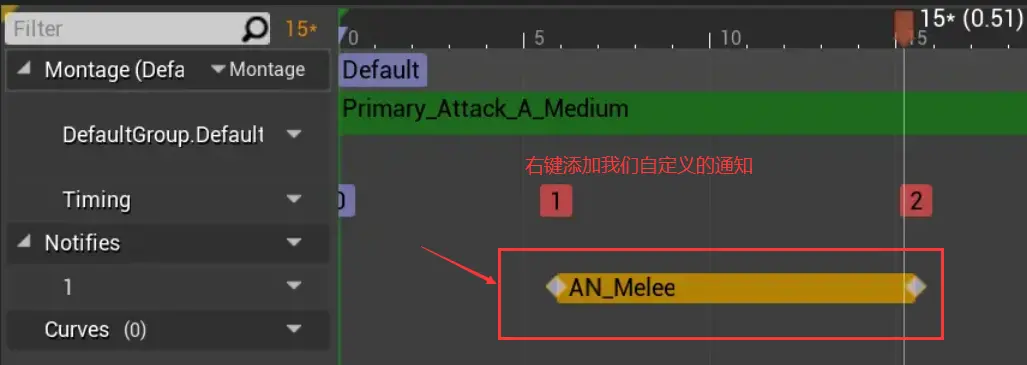 Filter
15*
15* (0.51)
0
5
10
15
Montage (Defa
Montage
Default
Primary_Attack_A_Medium
DefaultGroup.Default
右键添加我们自定义的通知
Timing
0
1
2
Notifies
1
AN_Melee
Curves (0)